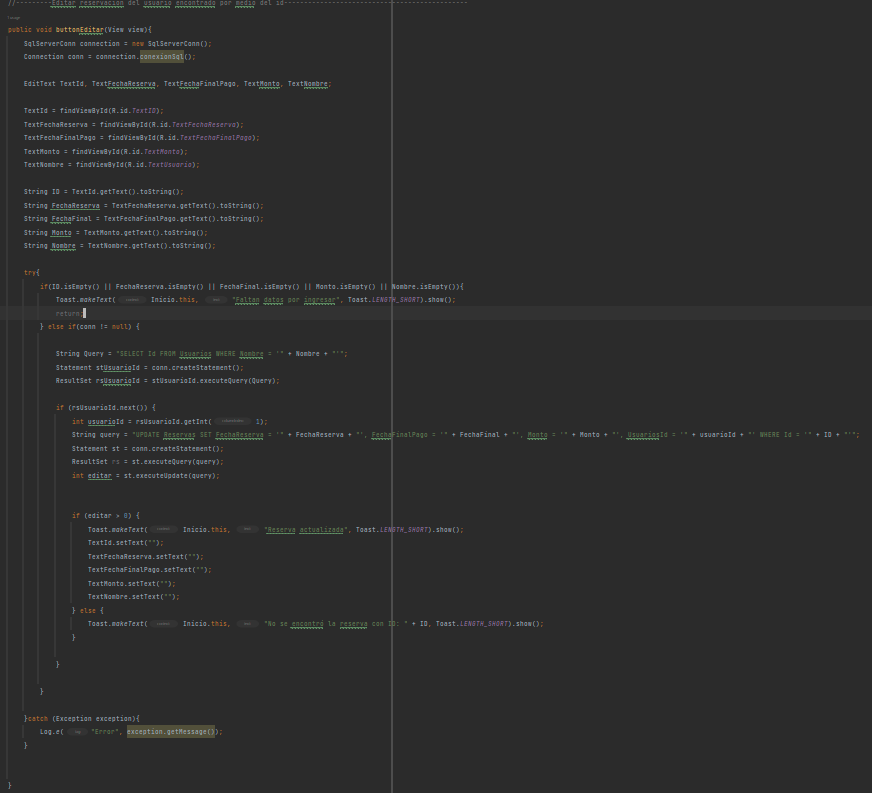 //---------Editar reservacion del usuario encontrado por medio del id----------------------------------------------
public void buttonEditar(View view){
SqlServerConn connection = new SqlServerConn();
Connection conn = connection.conexionSql();
EditText TextId, TextFechaReserva, TextFechaFinalPago, TextMonto, TextNombre;
TextId = findViewById(R.id.TextID);
TextFechaReserva = findViewById(R.id.TextFechaReserva);
TextFechaFinalPago = findViewById(R.id.TextFechaFinalPago);
TextMonto = findViewById(R.id.TextMonto);
TextNombre = findViewById(R.id.TextUsuario);
String ID = TextId.getText().toString();
String FechaReserva = TextFechaReserva.getText().toString();
String FechaFinal = TextFechaFinalPago.getText().toString();
String Monto = TextMonto.getText().toString();
String Nombre = TextNombre.getText().toString();
try{
if(ID.isEmpty() || FechaReserva.isEmpty() || FechaFinal.isEmpty() || Monto.isEmpty() || Nombre.isEmpty()){
Toast.makeText( Inicio.this, "Faltan datos por ingresar", Toast.LENGTH_SHORT).show();
return;
} else if(conn != null) {
String Query = "SELECT Id FROM Usuarios WHERE Nombre = '" + Nombre + "'";
Statement stUsuarioId = conn.createStatement();
ResultSet rsUsuarioId = stUsuarioId.executeQuery(Query);
if (rsUsuarioId.next()) {
int usuarioId = rsUsuarioId.getInt( 1);
String query = "UPDATE Reservas SET FechaReserva = '" + FechaReserva + "', FechaFinalPago = '" + FechaFinal + "', Monto = '" + Monto + "', UsuariosId = '" + usuarioId + "' WHERE Id = '" + ID + "'";
Statement st = conn.createStatement();
ResultSet rs = st.executeQuery(query);
int editar = st.executeUpdate(query);
if (editar > 0) {
Toast.makeText( Inicio.this, "Reserva actualizada", Toast.LENGTH_SHORT).show();
TextId.setText("");
TextFechaReserva.setText("");
TextFechaFinalPago.setText("");
TextMonto.setText("");
TextNombre.setText("");
} else {
Toast.makeText( Inicio.this, "No se encontró la reserva con ID: " + ID, Toast.LENGTH_SHORT).show();
}
}
}
}catch (Exception exception){
Log.e( "Error", exception.getMessage());
}
}